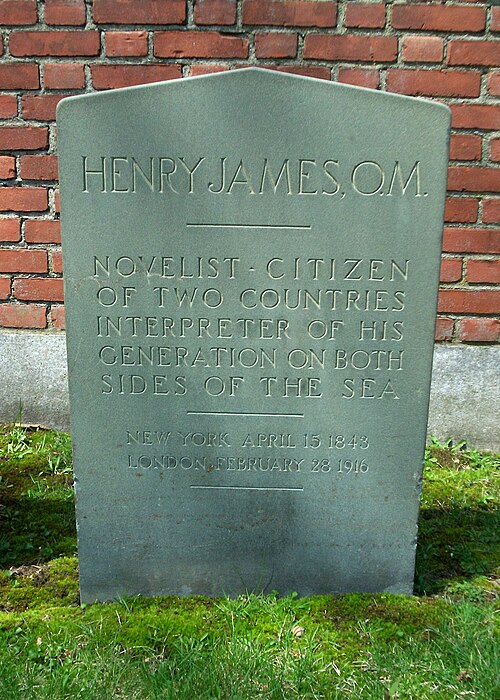 HENRY JAMES, O.M.
NOVELIST · CITIZEN
OF TWO COUNTRIES
INTERPRETER OF HIS
GENERATION ON BOTH
SIDES OF THE SEA
NEW YORK APRIL 15 1843
LONDON FEBRUARY 28 1916